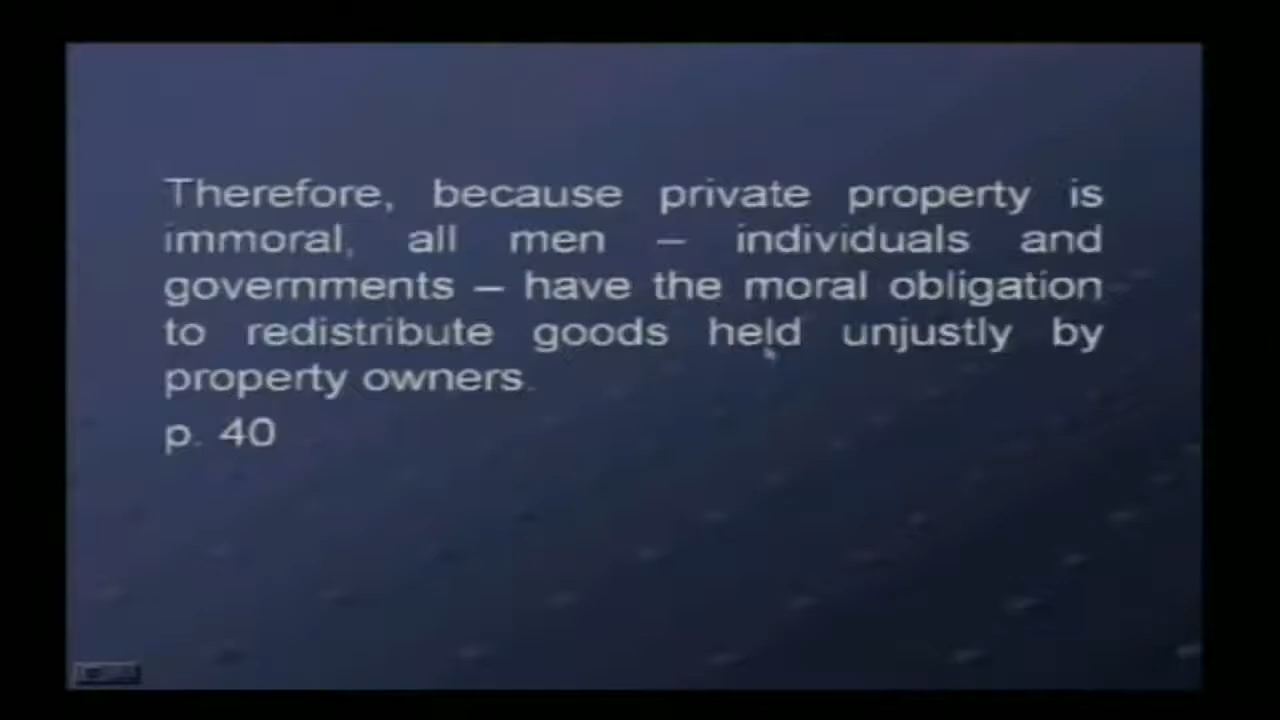 Therefore, because private property is
immoral, all men – individuals and
governments – have the moral obligation
to redistribute goods held unjustly by
property owners.
p. 40